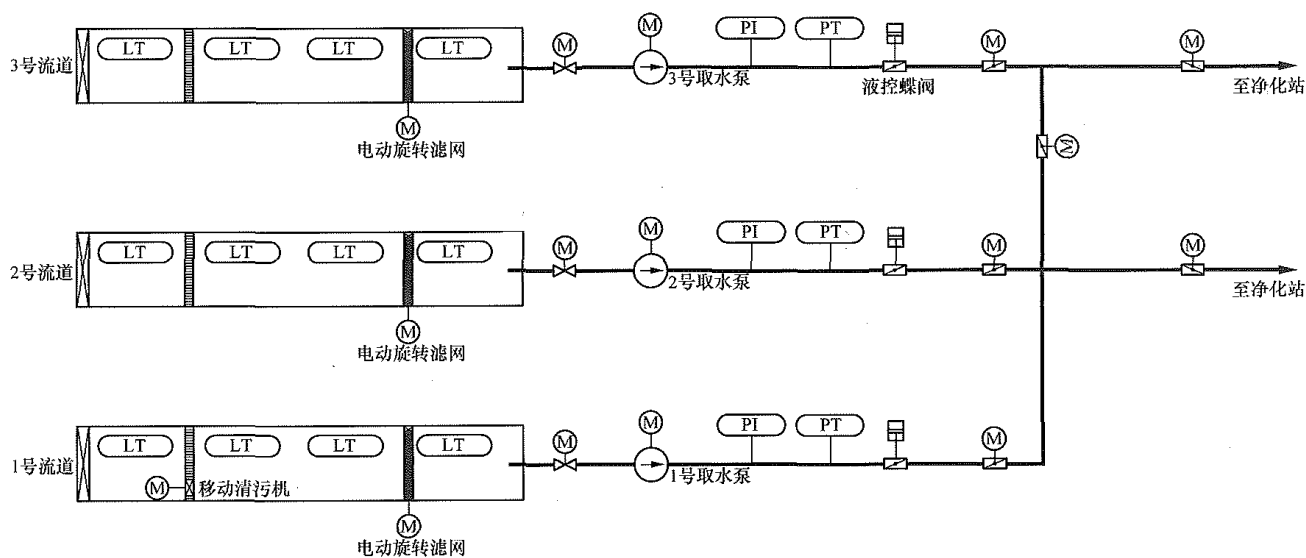 M M M
LT LT LT LT M PI PT
3号流道
3号取水泵 液控蝶阀 至净化站
M
电动旋转滤网
M
M M M
LT LT LT LT M PI PT
2号流道
2号取水泵 至净化站
M
电动旋转滤网
M PI PT
LT LT LT LT M M
1号流道
1号取水泵
M 移动清污机
M
电动旋转滤网